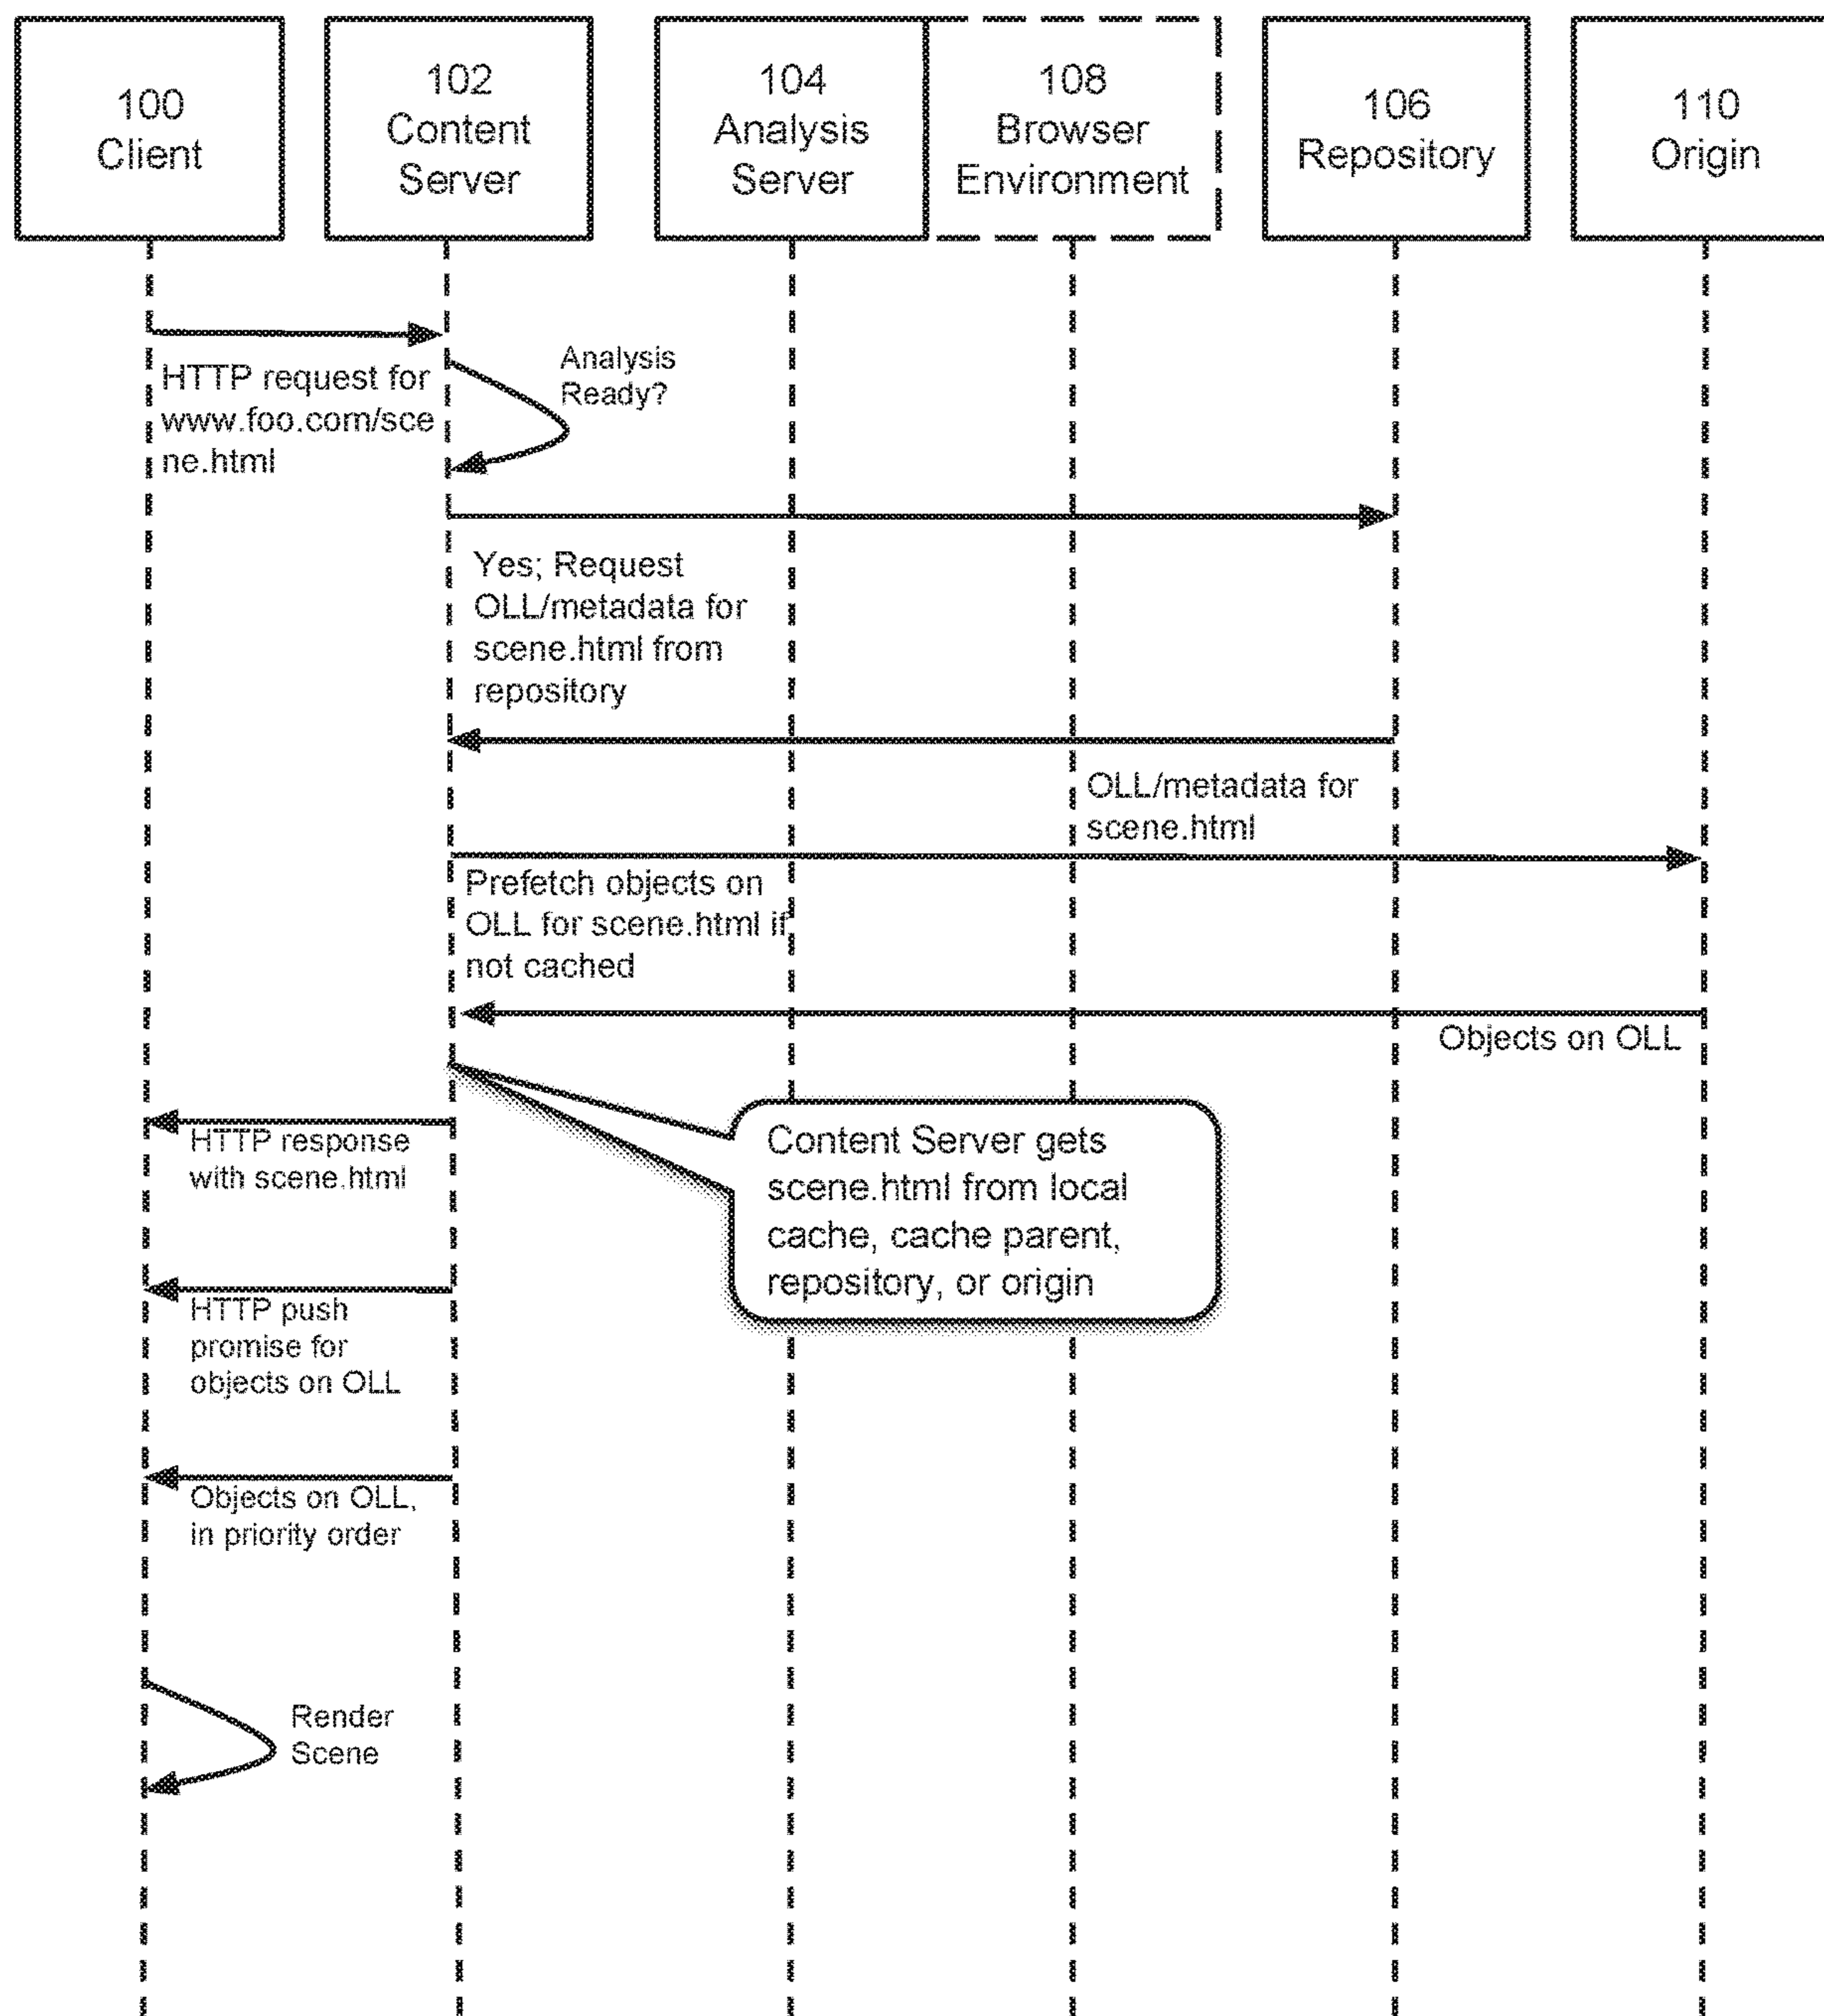 100
Client
102
Content
Server
104
Analysis
Server
108
Browser
Environment
106
Repository
110
Origin
HTTP request for
www.foo.com/sce
ne.html
Analysis
Ready?
Yes; Request
OLL/metadata for
scene.html from
repository
OLL/metadata for
scene.html
Prefetch objects on
OLL for scene.html if
not cached
Objects on OLL
Content Server gets
scene.html from local
cache, cache parent,
repository, or origin
HTTP response
with scene.html
HTTP push
promise for
objects on OLL
Objects on OLL,
in priority order
Render
Scene